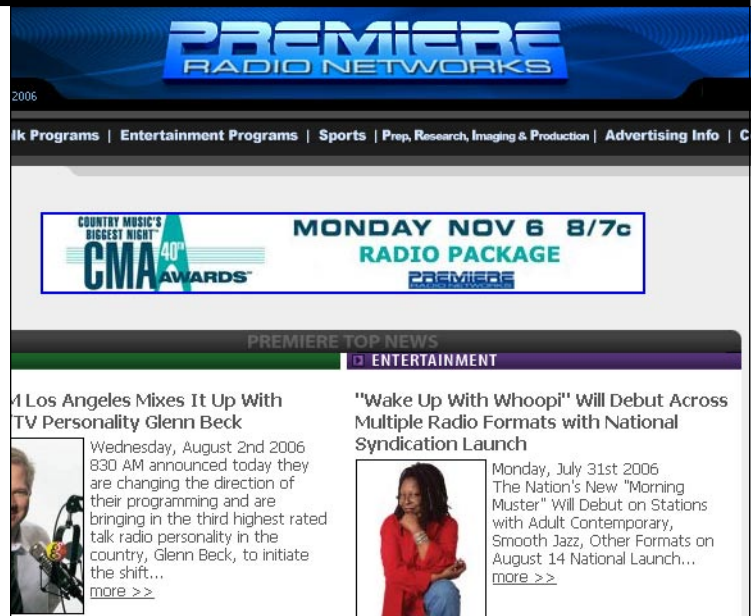 PREMIERE
RADIO NETWORKS
2006
lk Programs | Entertainment Programs | Sports | Prep, Research, Imaging & Production | Advertising Info | C
COUNTRY MUSIC'S
BIGGEST NIGHT™
CMA
40TH
AWARDS™
MONDAY NOV 6 8/7c
RADIO PACKAGE
PREMIERE
RADIO NETWORKS
PREMIERE TOP NEWS
M Los Angeles Mixes It Up With
/TV Personality Glenn Beck
Wednesday, August 2nd 2006
830 AM announced today they
are changing the direction of
their programming and are
bringing in the third highest rated
talk radio personality in the
country, Glenn Beck, to initiate
the shift...
more >>
ENTERTAINMENT
"Wake Up With Whoopi" Will Debut Across
Multiple Radio Formats with National
Syndication Launch
Monday, July 31st 2006
The Nation's New "Morning
Muster" Will Debut on Stations
with Adult Contemporary,
Smooth Jazz, Other Formats on
August 14 National Launch...
more >>